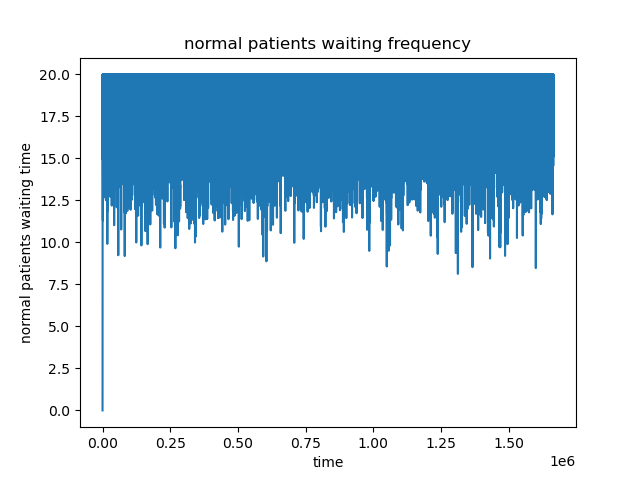 normal patients waiting frequency
normal patients waiting time
20.0
17.5
15.0
12.5
10.0
7.5
5.0
2.5
0.0
0.00 0.25 0.50 0.75 1.00 1.25 1.50
1e6
time